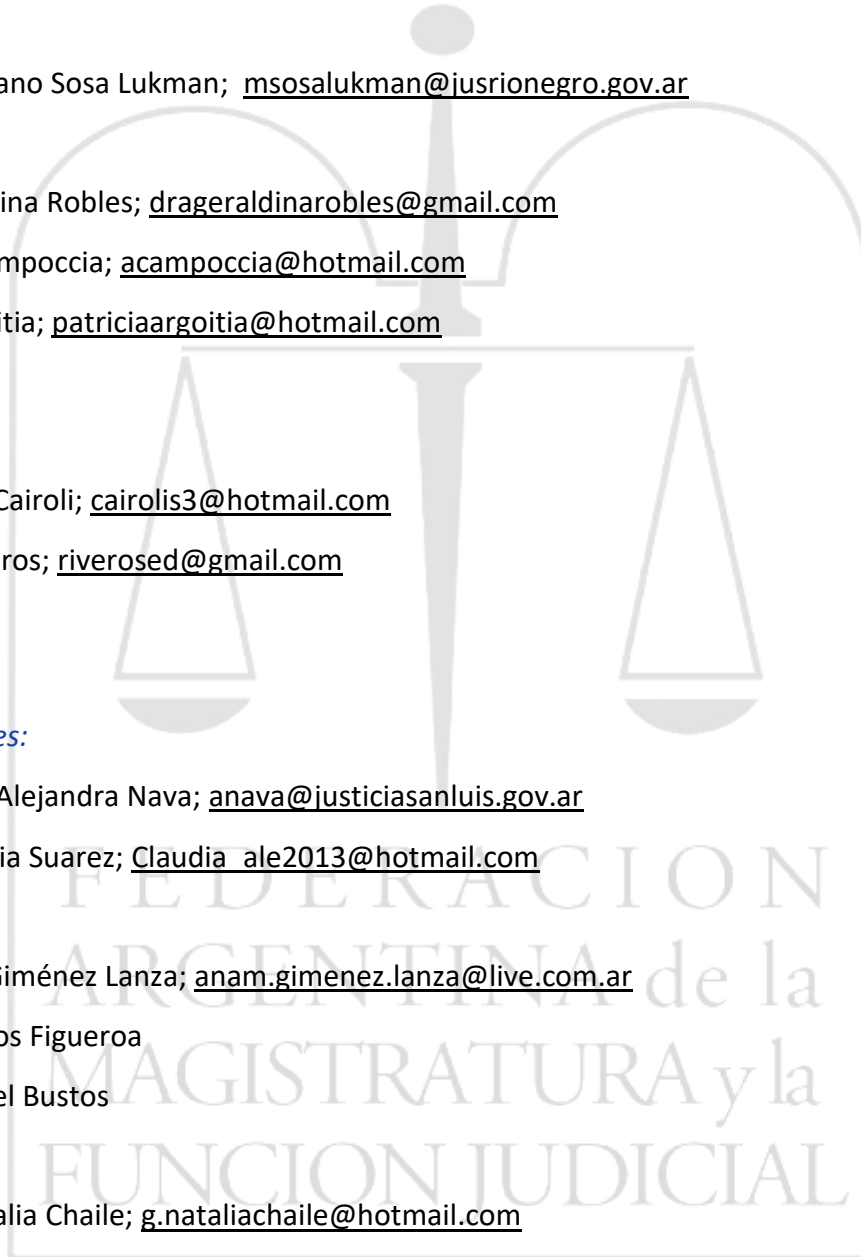 ano Sosa Lukman; msosalukman@jusrionegro.gov.ar
ina Robles; drageraldinarobles@gmail.com
mpoccia; acampoccia@hotmail.com
itia; patriciaargoitia@hotmail.com
Cairoli; cairolis3@hotmail.com
ros; riverosed@gmail.com
es:
Alejandra Nava; anava@justiciasanluis.gov.ar
ia Suarez; Claudia_ale2013@hotmail.com
FEDERACION
Giménez Lanza; anam.gimenez.lanza@live.com.ar
ARGENTINA de la
os Figueroa
MAGISTRATURA y la
el Bustos
FUNCION JUDICIAL
alia Chaile; g.nataliachaile@hotmail.com